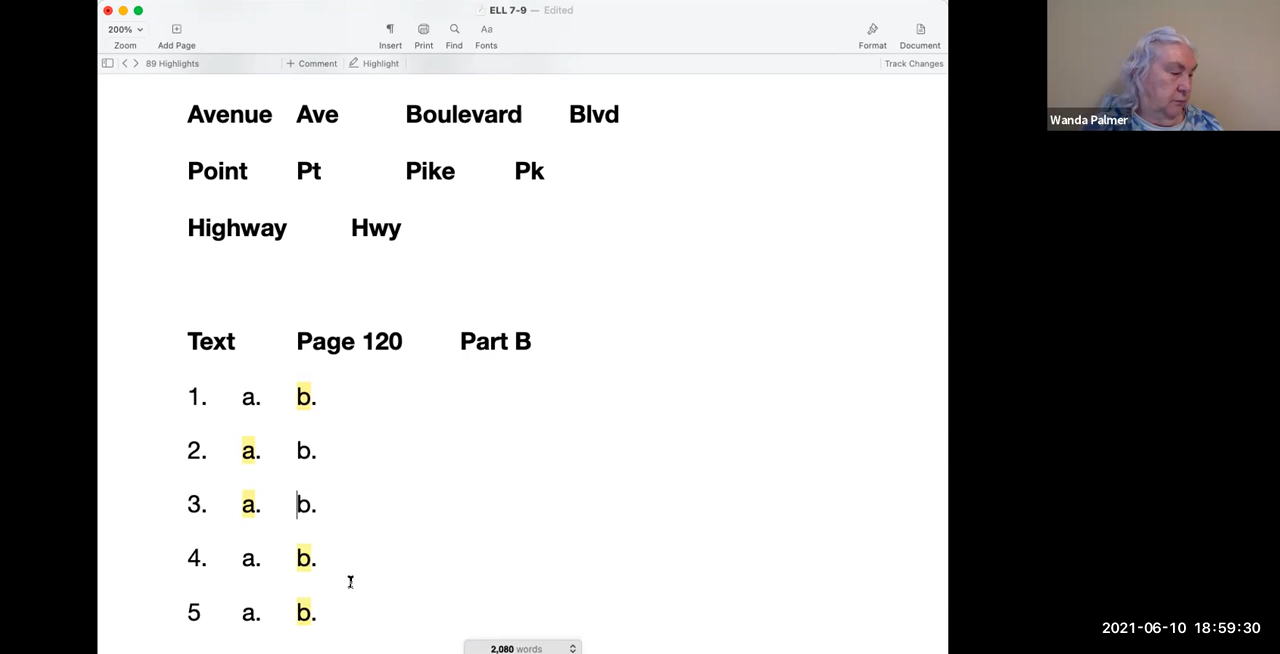 ELL 7-9 — Edited
200%
Zoom Add Page Insert Print Find Fonts Format Document
89 Highlights + Comment Highlight Track Changes
Avenue Ave Boulevard Blvd
Point Pt Pike Pk
Highway Hwy
Text Page 120 Part B
1. a. b.
2. a. b.
3. a. b.
4. a. b.
5 a. b.
2,080 words
Wanda Palmer
2021-06-10 18:59:30